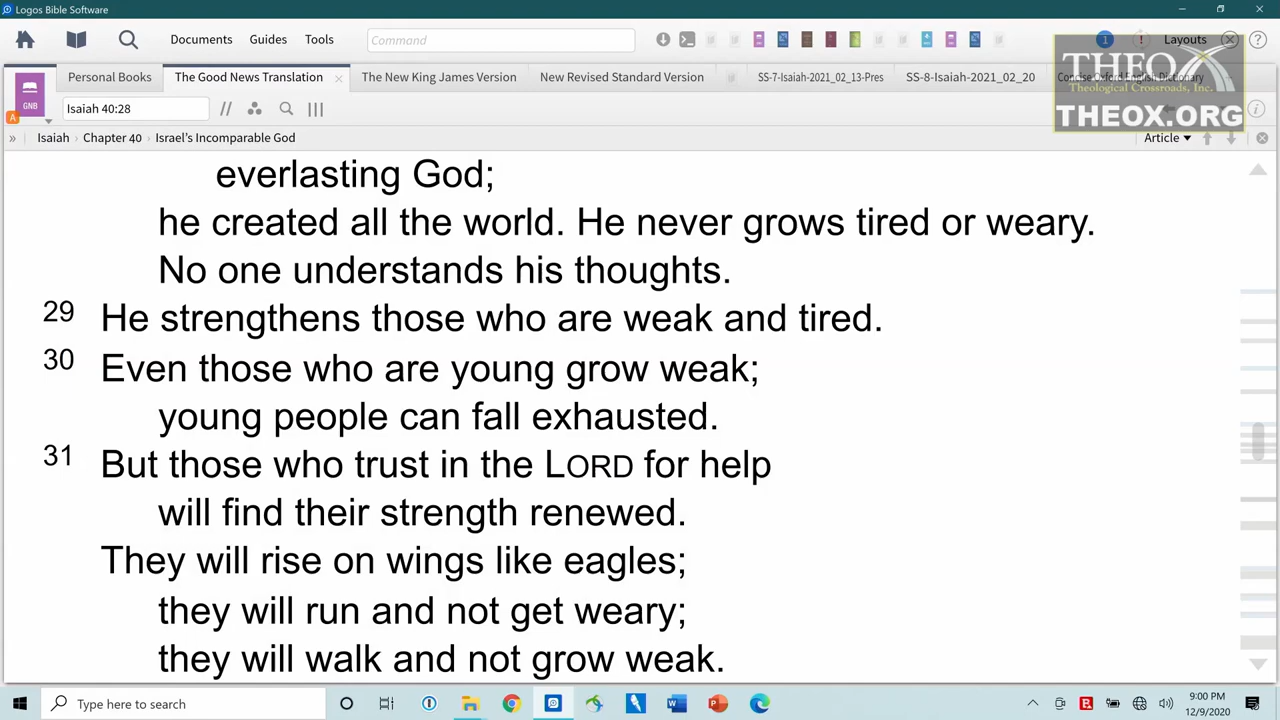 Logos Bible Software
Documents Guides Tools Command 1 ! Layouts
Personal Books The Good News Translation The New King James Version New Revised Standard Version SS-7-Isaiah-2021_02_13-Pres SS-8-Isaiah-2021_02_20 Concise Oxford English Dictionary
THEOX
Theological Crossroads, Inc.
THEOX.ORG
GNB
A
Isaiah 40:28
» Isaiah Chapter 40 Israel's Incomparable God Article
everlasting God;
he created all the world. He never grows tired or weary.
No one understands his thoughts.
29 He strengthens those who are weak and tired.
30 Even those who are young grow weak;
young people can fall exhausted.
31 But those who trust in the LORD for help
will find their strength renewed.
They will rise on wings like eagles;
they will run and not get weary;
they will walk and not grow weak.
Type here to search
9:00 PM
12/9/2020